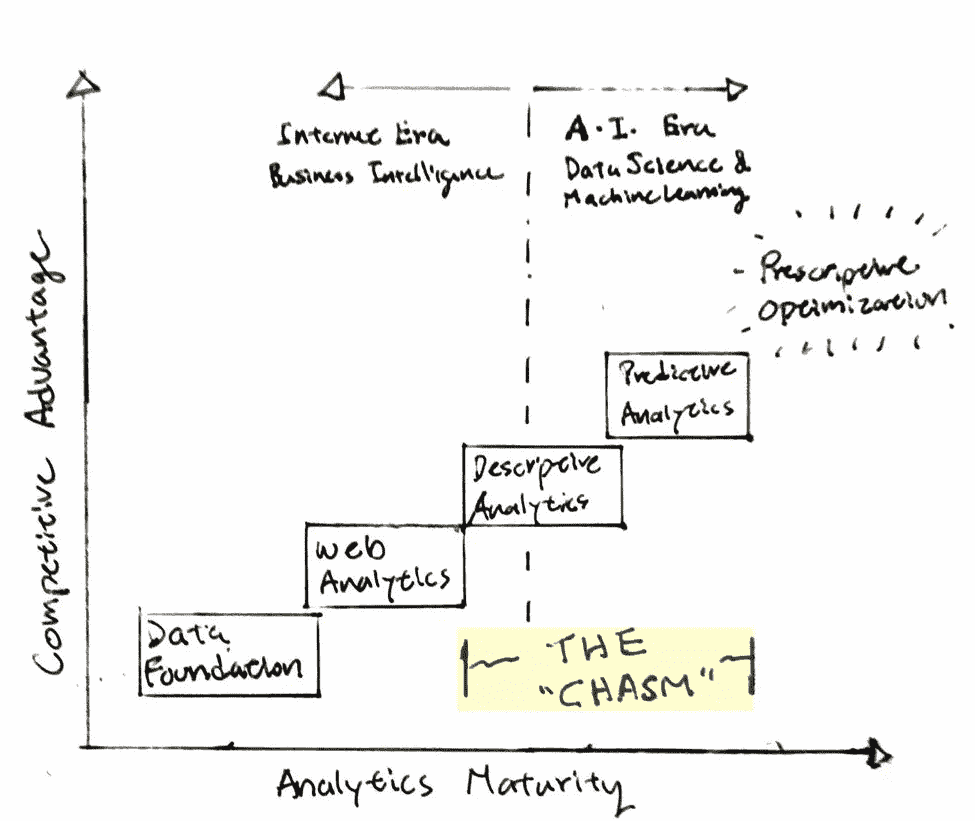 Internet Era
Business Intelligence
A.I. Era
Data Science &
Machine Learning
Prescriptive
Optimization
Predictive
Analytics
Descriptive
Analytics
Web
Analytics
Data
Foundation
THE
"CHASM"
Competitive Advantage
Analytics Maturity